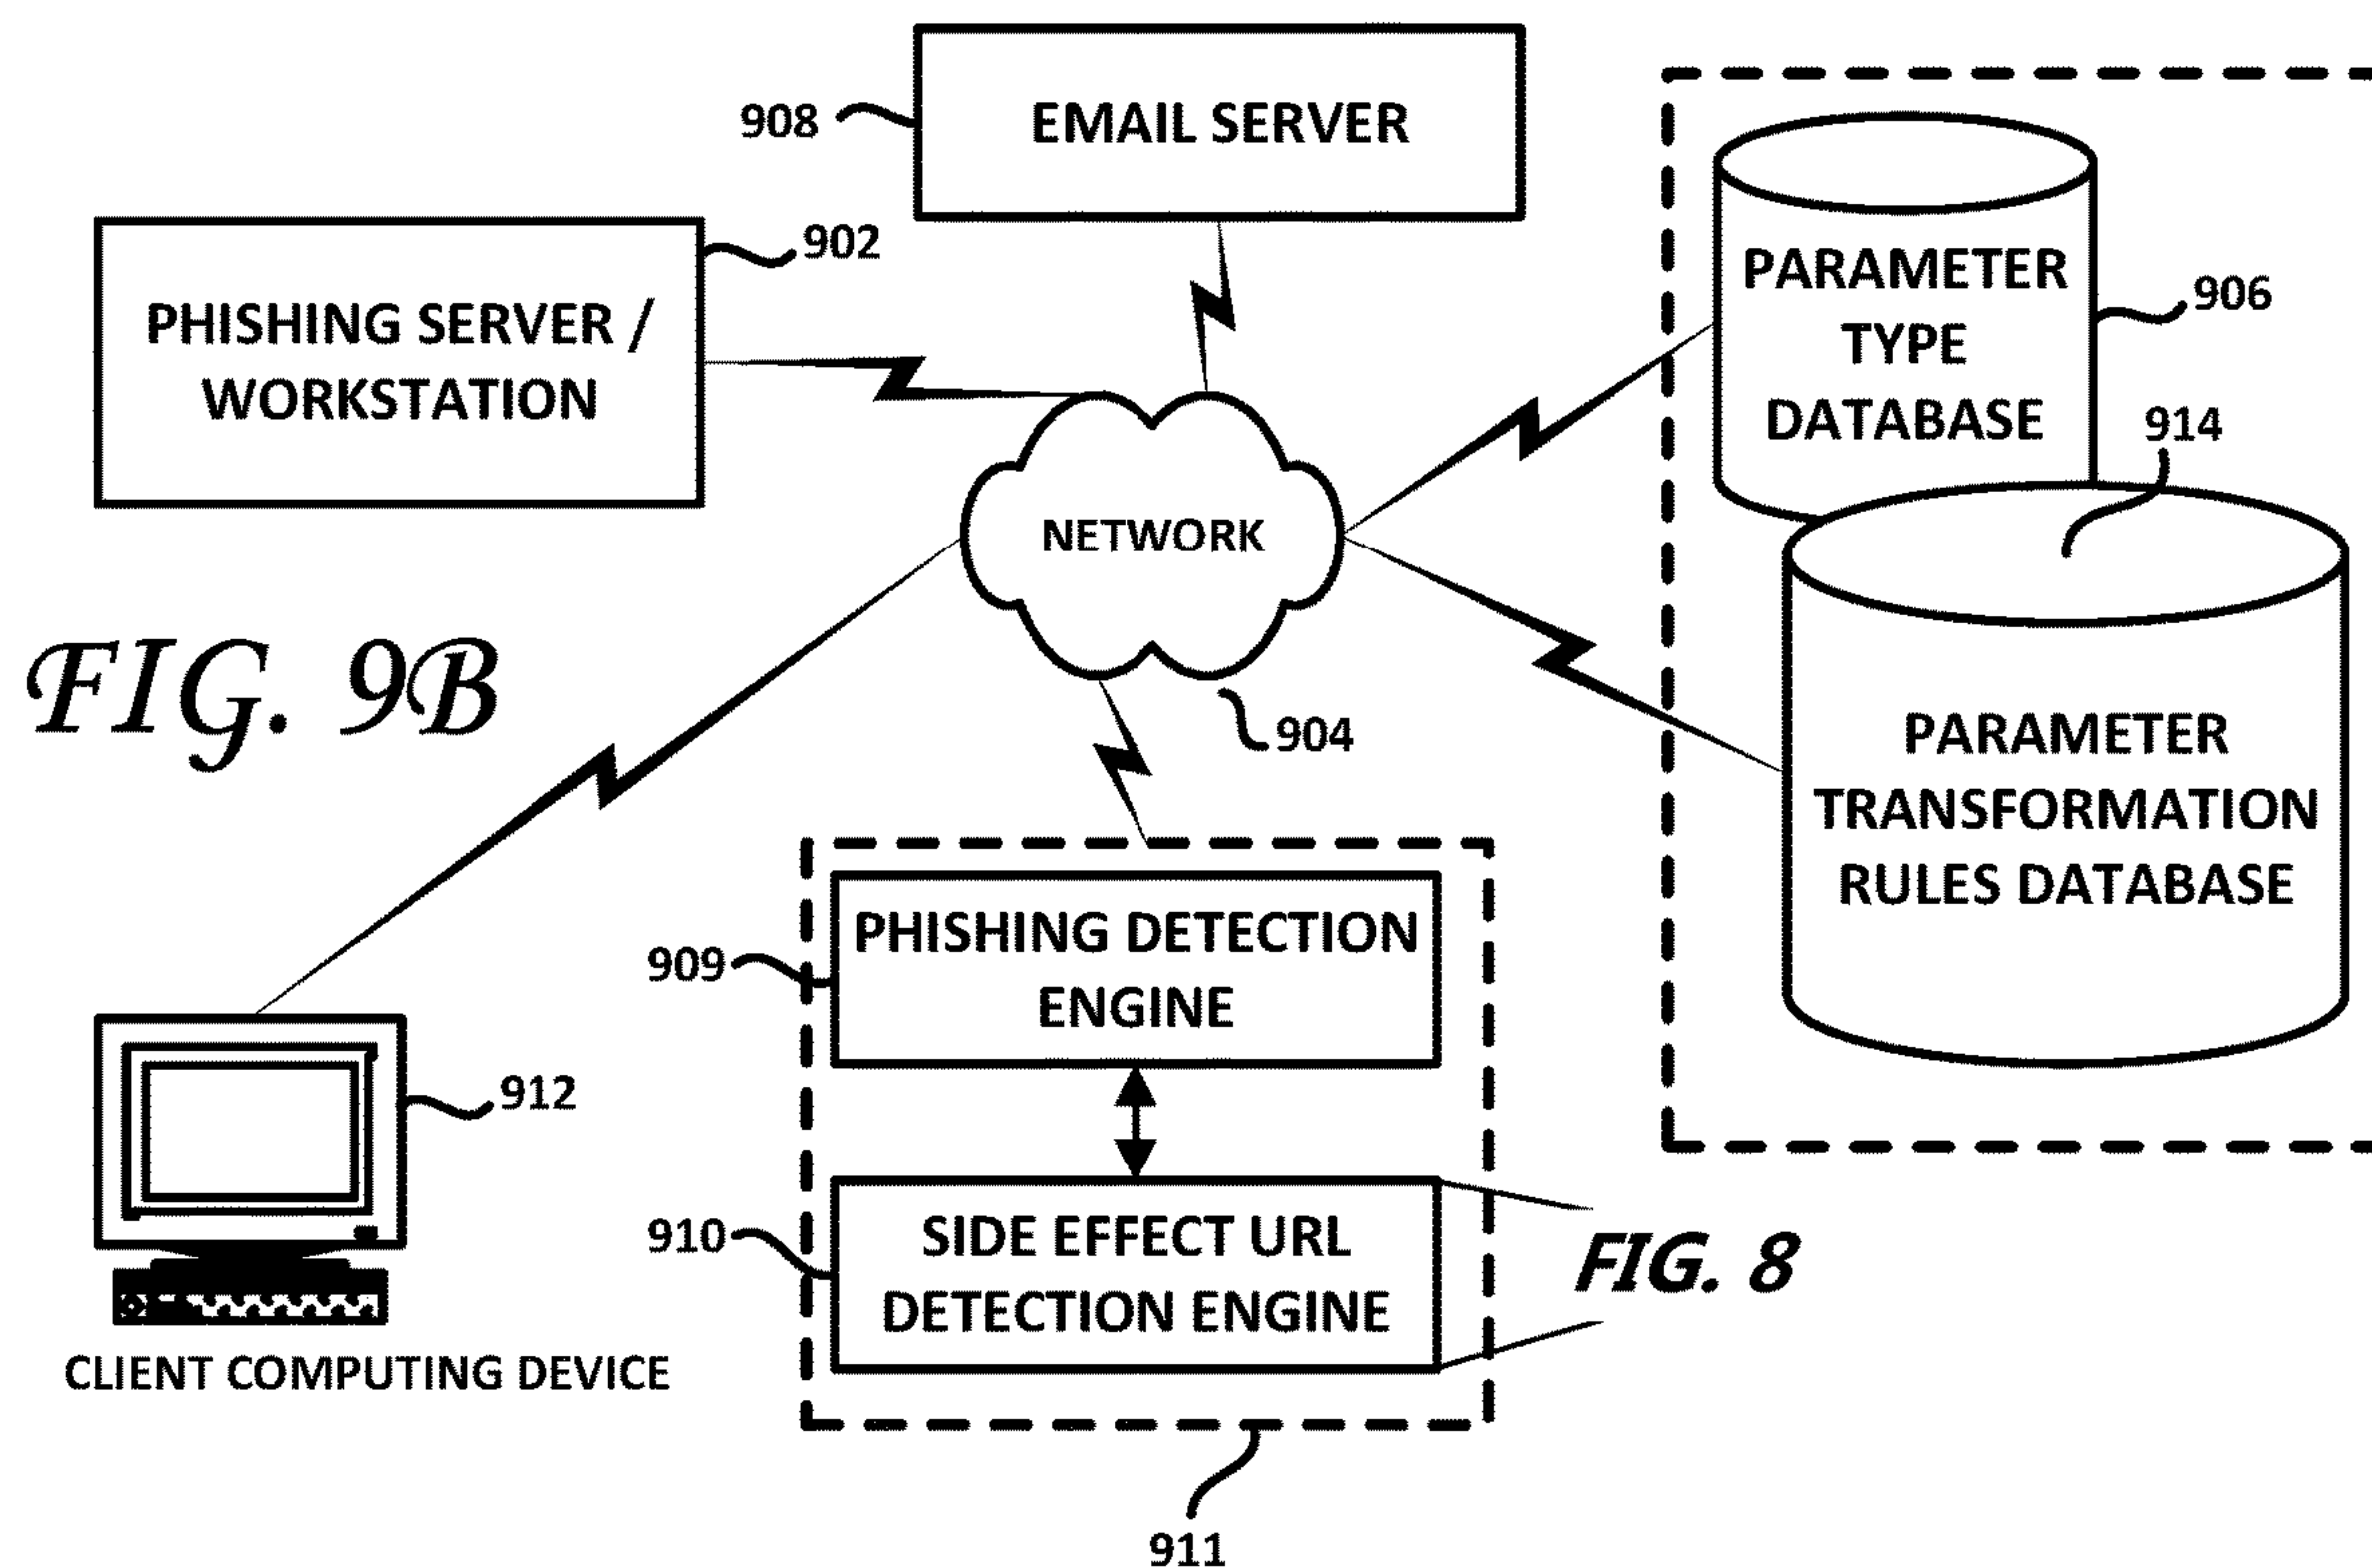 908
EMAIL SERVER
902
PHISHING SERVER /
WORKSTATION
PARAMETER
TYPE
DATABASE
906
914
NETWORK
904
FIG. 9B
PARAMETER
TRANSFORMATION
RULES DATABASE
909
PHISHING DETECTION
ENGINE
912
910
SIDE EFFECT URL
DETECTION ENGINE
FIG. 8
CLIENT COMPUTING DEVICE
911